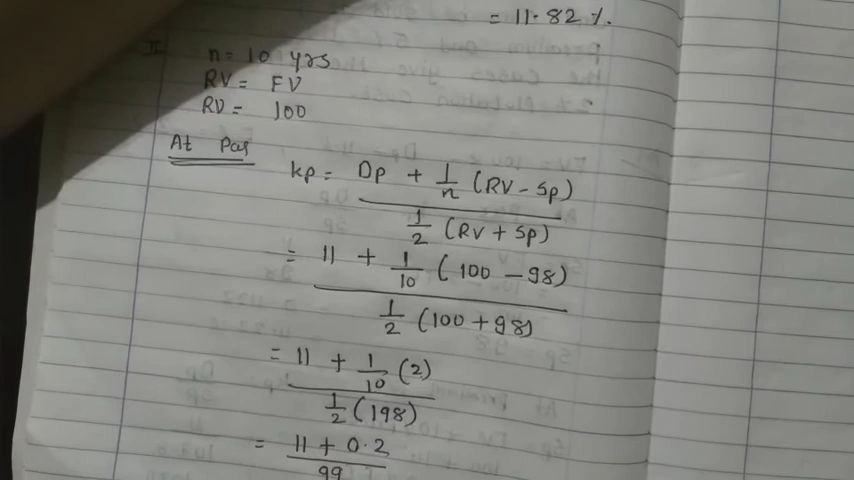 = 11.82 %.
II n = 10 yrs
RV = FV
RV = 100
At Par
kp = Dp + 1/n (RV - Sp)
1/2 (RV + Sp)
= 11 + 1/10 (100 - 98)
1/2 (100 + 98)
= 11 + 1/10 (2)
1/2 (198)
= 11 + 0.2
99